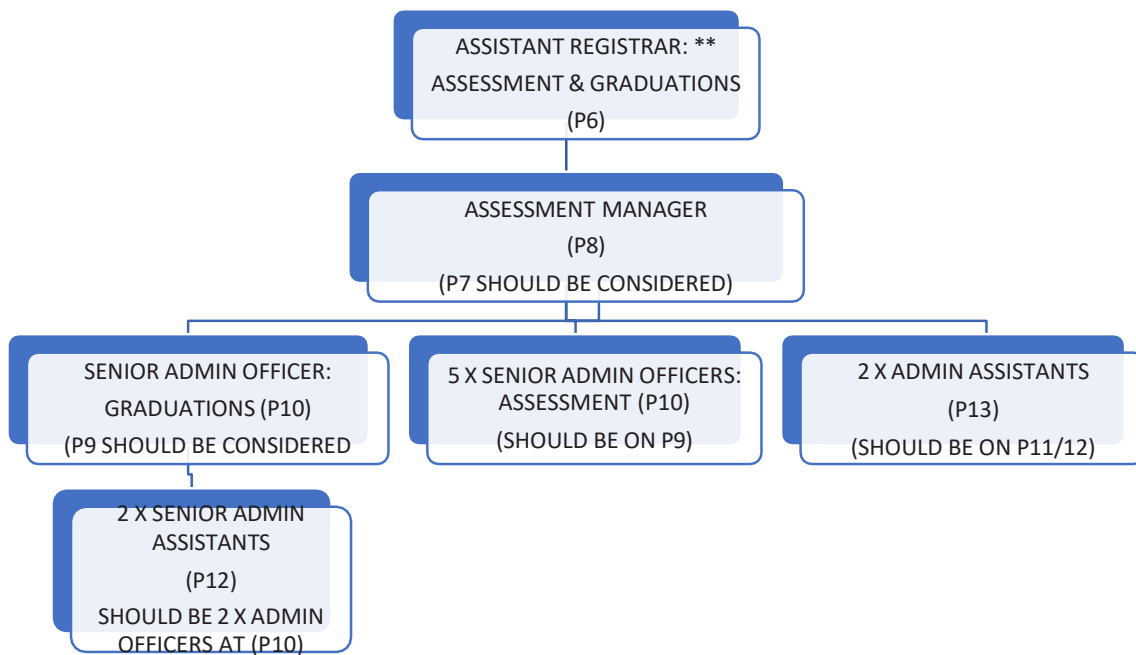 ASSISTANT REGISTRAR: **
ASSESSMENT & GRADUATIONS
(P6)
ASSESSMENT MANAGER
(P8)
(P7 SHOULD BE CONSIDERED)
SENIOR ADMIN OFFICER:
GRADUATIONS (P10)
(P9 SHOULD BE CONSIDERED
5 X SENIOR ADMIN OFFICERS:
ASSESSMENT (P10)
(SHOULD BE ON P9)
2 X ADMIN ASSISTANTS
(P13)
(SHOULD BE ON P11/12)
2 X SENIOR ADMIN
ASSISTANTS
(P12)
SHOULD BE 2 X ADMIN
OFFICERS AT (P10)